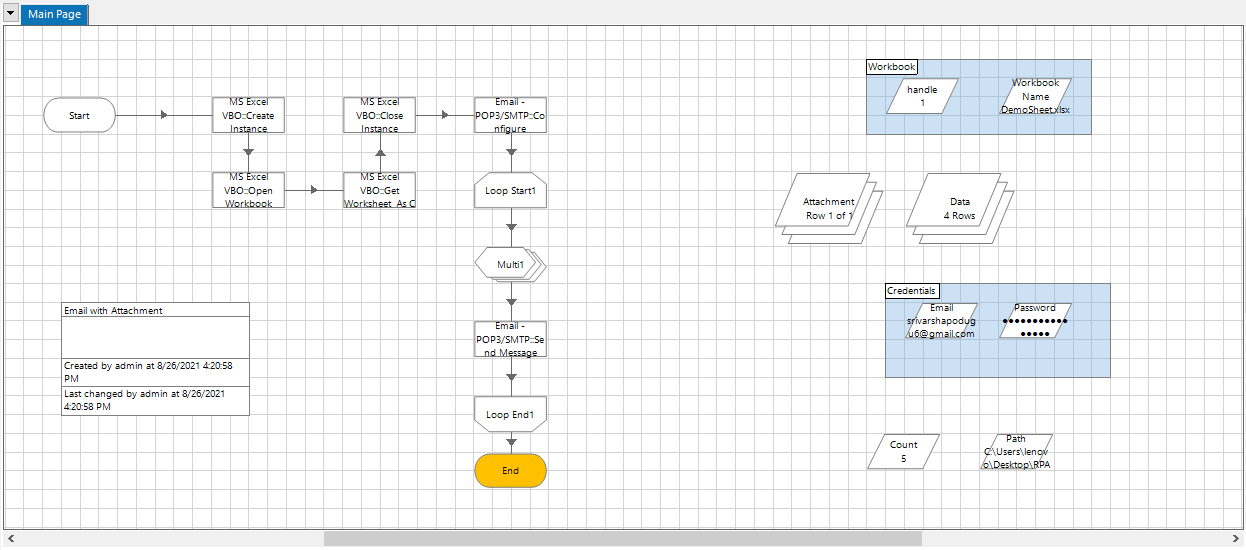 Main Page
Start
MS Excel
VBO::Create
Instance
MS Excel
VBO::Close
Instance
Email -
POP3/SMTP::Co
nfigure
MS Excel
VBO::Open
Workbook
MS Excel
VBO::Get
Worksheet As C
Loop Start1
Multi1
Email -
POP3/SMTP::Se
nd Message
Loop End1
End
Email with Attachment
Created by admin at 8/26/2021 4:20:58
PM
Last changed by admin at 8/26/2021
4:20:58 PM
Workbook
handle
1
Workbook
Name
DemoSheet.xlsx
Attachment
Row 1 of 1
Data
4 Rows
Credentials
Email
srivarshapodug
u6@gmail.com
Password
●●●●●●●●●●●
●●●●●
Count
5
Path
C:\Users\lenov
o\Desktop\RPA